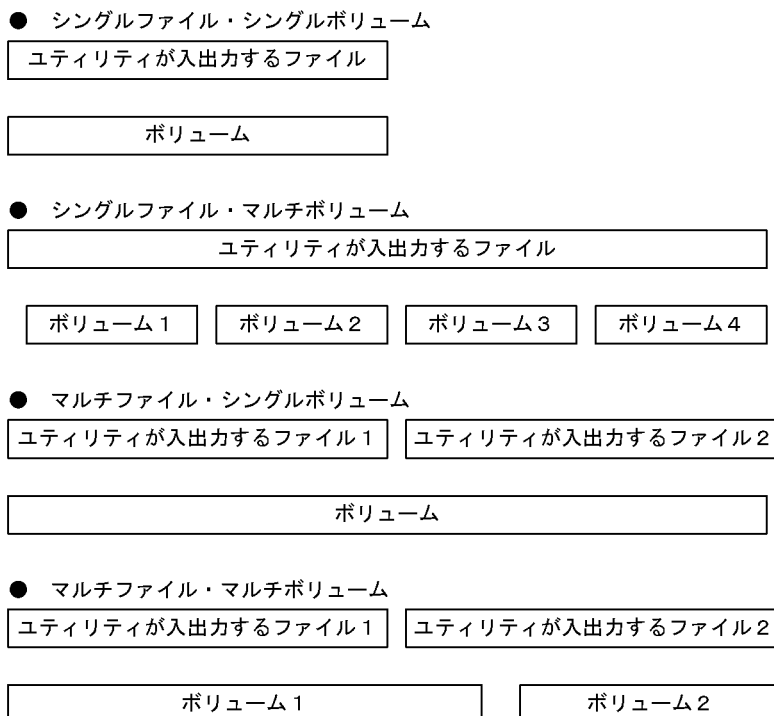 ● シングルファイル・シングルボリューム
ユティリティが入出力するファイル
ボリューム
● シングルファイル・マルチボリューム
ユティリティが入出力するファイル
ボリューム1 ボリューム2 ボリューム3 ボリューム4
● マルチファイル・シングルボリューム
ユティリティが入出力するファイル1 ユティリティが入出力するファイル2
ボリューム
● マルチファイル・マルチボリューム
ユティリティが入出力するファイル1 ユティリティが入出力するファイル2
ボリューム1 ボリューム2